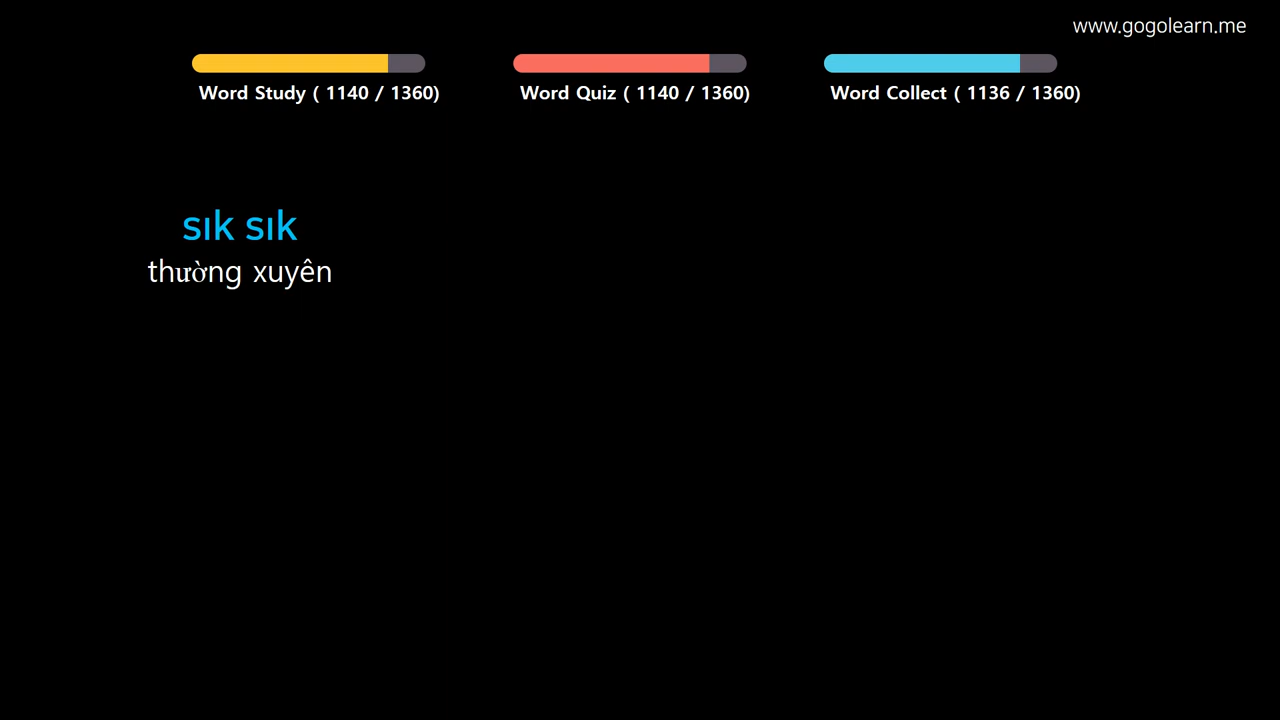 www.gogolearn.me
Word Study ( 1140 / 1360)
Word Quiz ( 1140 / 1360)
Word Collect ( 1136 / 1360)
sık sık
thường xuyên